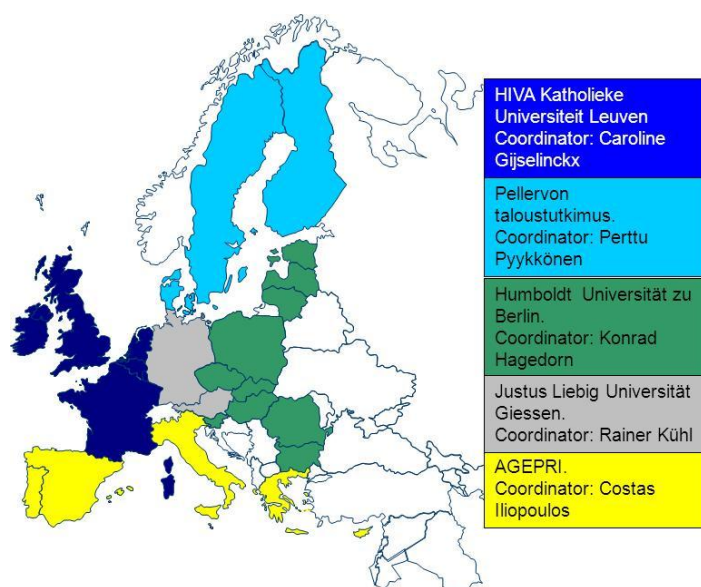 HIVA Katholieke
Universiteit Leuven
Coordinator: Caroline
Gijselinckx
Pellervon
taloustutkimus.
Coordinator: Perttu
Pyykkönen
Humboldt Universität zu
Berlin.
Coordinator: Konrad
Hagedorn
Justus Liebig Universität
Giessen.
Coordinator: Rainer Kühl
AGEPRI.
Coordinator: Costas
Iliopoulos